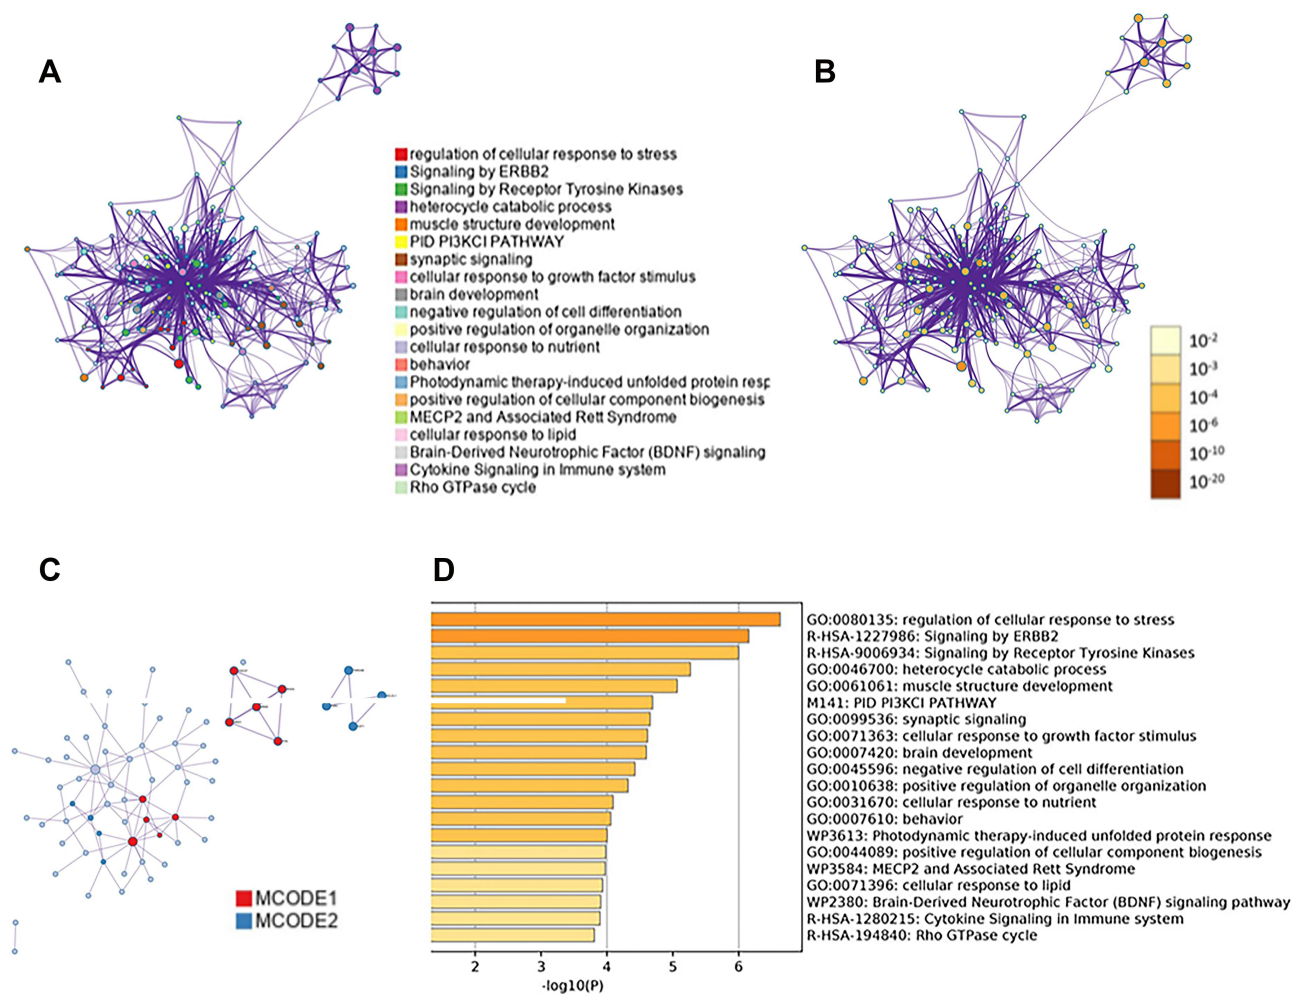 A
B
regulation of cellular response to stress
Signaling by ERBB2
Signaling by Receptor Tyrosine Kinases
heterocycle catabolic process
muscle structure development
PID PI3KCI PATHWAY
synaptic signaling
cellular response to growth factor stimulus
brain development
negative regulation of cell differentiation
positive regulation of organelle organization
cellular response to nutrient
behavior
Photodynamic therapy-induced unfolded protein resp
positive regulation of cellular component biogenesis
MECP2 and Associated Rett Syndrome
cellular response to lipid
Brain-Derived Neurotrophic Factor (BDNF) signaling
Cytokine Signaling in Immune system
Rho GTPase cycle
10-2
10-3
10-4
10-6
10-10
10-20
C
MCODE1
MCODE2
D
GO:0080135: regulation of cellular response to stress
R-HSA-1227986: Signaling by ERBB2
R-HSA-9006934: Signaling by Receptor Tyrosine Kinases
GO:0046700: heterocycle catabolic process
GO:0061061: muscle structure development
M141: PID PI3KCI PATHWAY
GO:0099536: synaptic signaling
GO:0071363: cellular response to growth factor stimulus
GO:0007420: brain development
GO:0045596: negative regulation of cell differentiation
GO:0010638: positive regulation of organelle organization
GO:0031670: cellular response to nutrient
GO:0007610: behavior
WP3613: Photodynamic therapy-induced unfolded protein response
GO:0044089: positive regulation of cellular component biogenesis
WP3584: MECP2 and Associated Rett Syndrome
GO:0071396: cellular response to lipid
WP2380: Brain-Derived Neurotrophic Factor (BDNF) signaling pathway
R-HSA-1280215: Cytokine Signaling in Immune system
R-HSA-194840: Rho GTPase cycle
2 3 4 5 6
-log10(P)